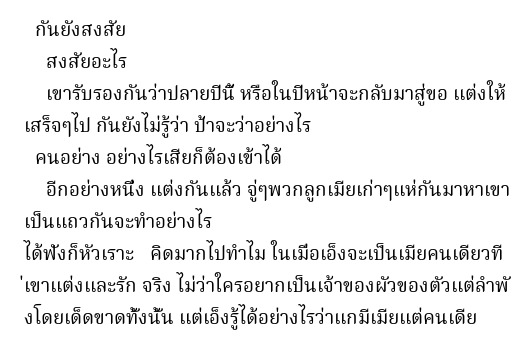 กันยังสงสัย
สงสัยอะไร
เขารับรองกันว่าปลายปีนี้ หรือในปีหน้าจะกลับมาสู่ขอ แต่งให้
เสร็จๆไป กันยังไม่รู้ว่า ป้าจะว่าอย่างไร
คนอย่าง อย่างไรเสียก็ต้องเข้าได้
อีกอย่างหนึ่ง แต่งกันแล้ว จู่ๆพวกลูกเมียเก่าๆแห่กันมาหาเขา
เป็นแถวกันจะทำอย่างไร
ได้ฟังก็หัวเราะ คิดมากไปทำไม ในเมื่อเอ็งจะเป็นเมียคนเดียวที
่เขาแต่งและรัก จริง ไม่ว่าใครอยากเป็นเจ้าของผัวของตัวแต่ลำพั
งโดยเด็ดขาดทั้งนั้น แต่เอ็งรู้ได้อย่างไรว่าแกมีเมียแต่คนเดีย